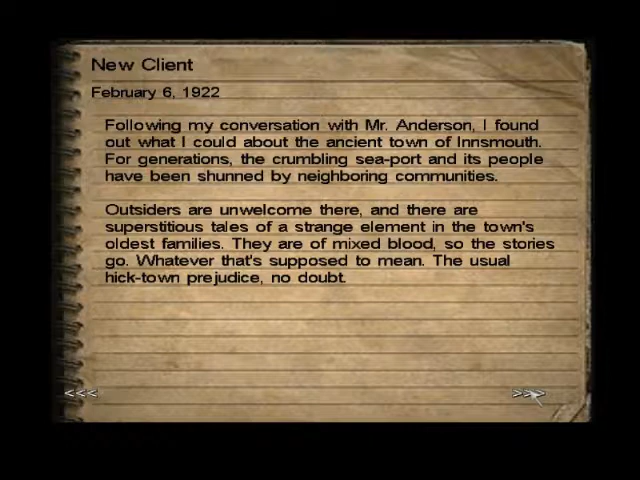 New Client
February 6, 1922
Following my conversation with Mr. Anderson, I found
out what I could about the ancient town of Innsmouth.
For generations, the crumbling sea-port and its people
have been shunned by neighboring communities.
Outsiders are unwelcome there, and there are
superstitious tales of a strange element in the town's
oldest families. They are of mixed blood, so the stories
go. Whatever that's supposed to mean. The usual
hick-town prejudice, no doubt.
<<< >>>